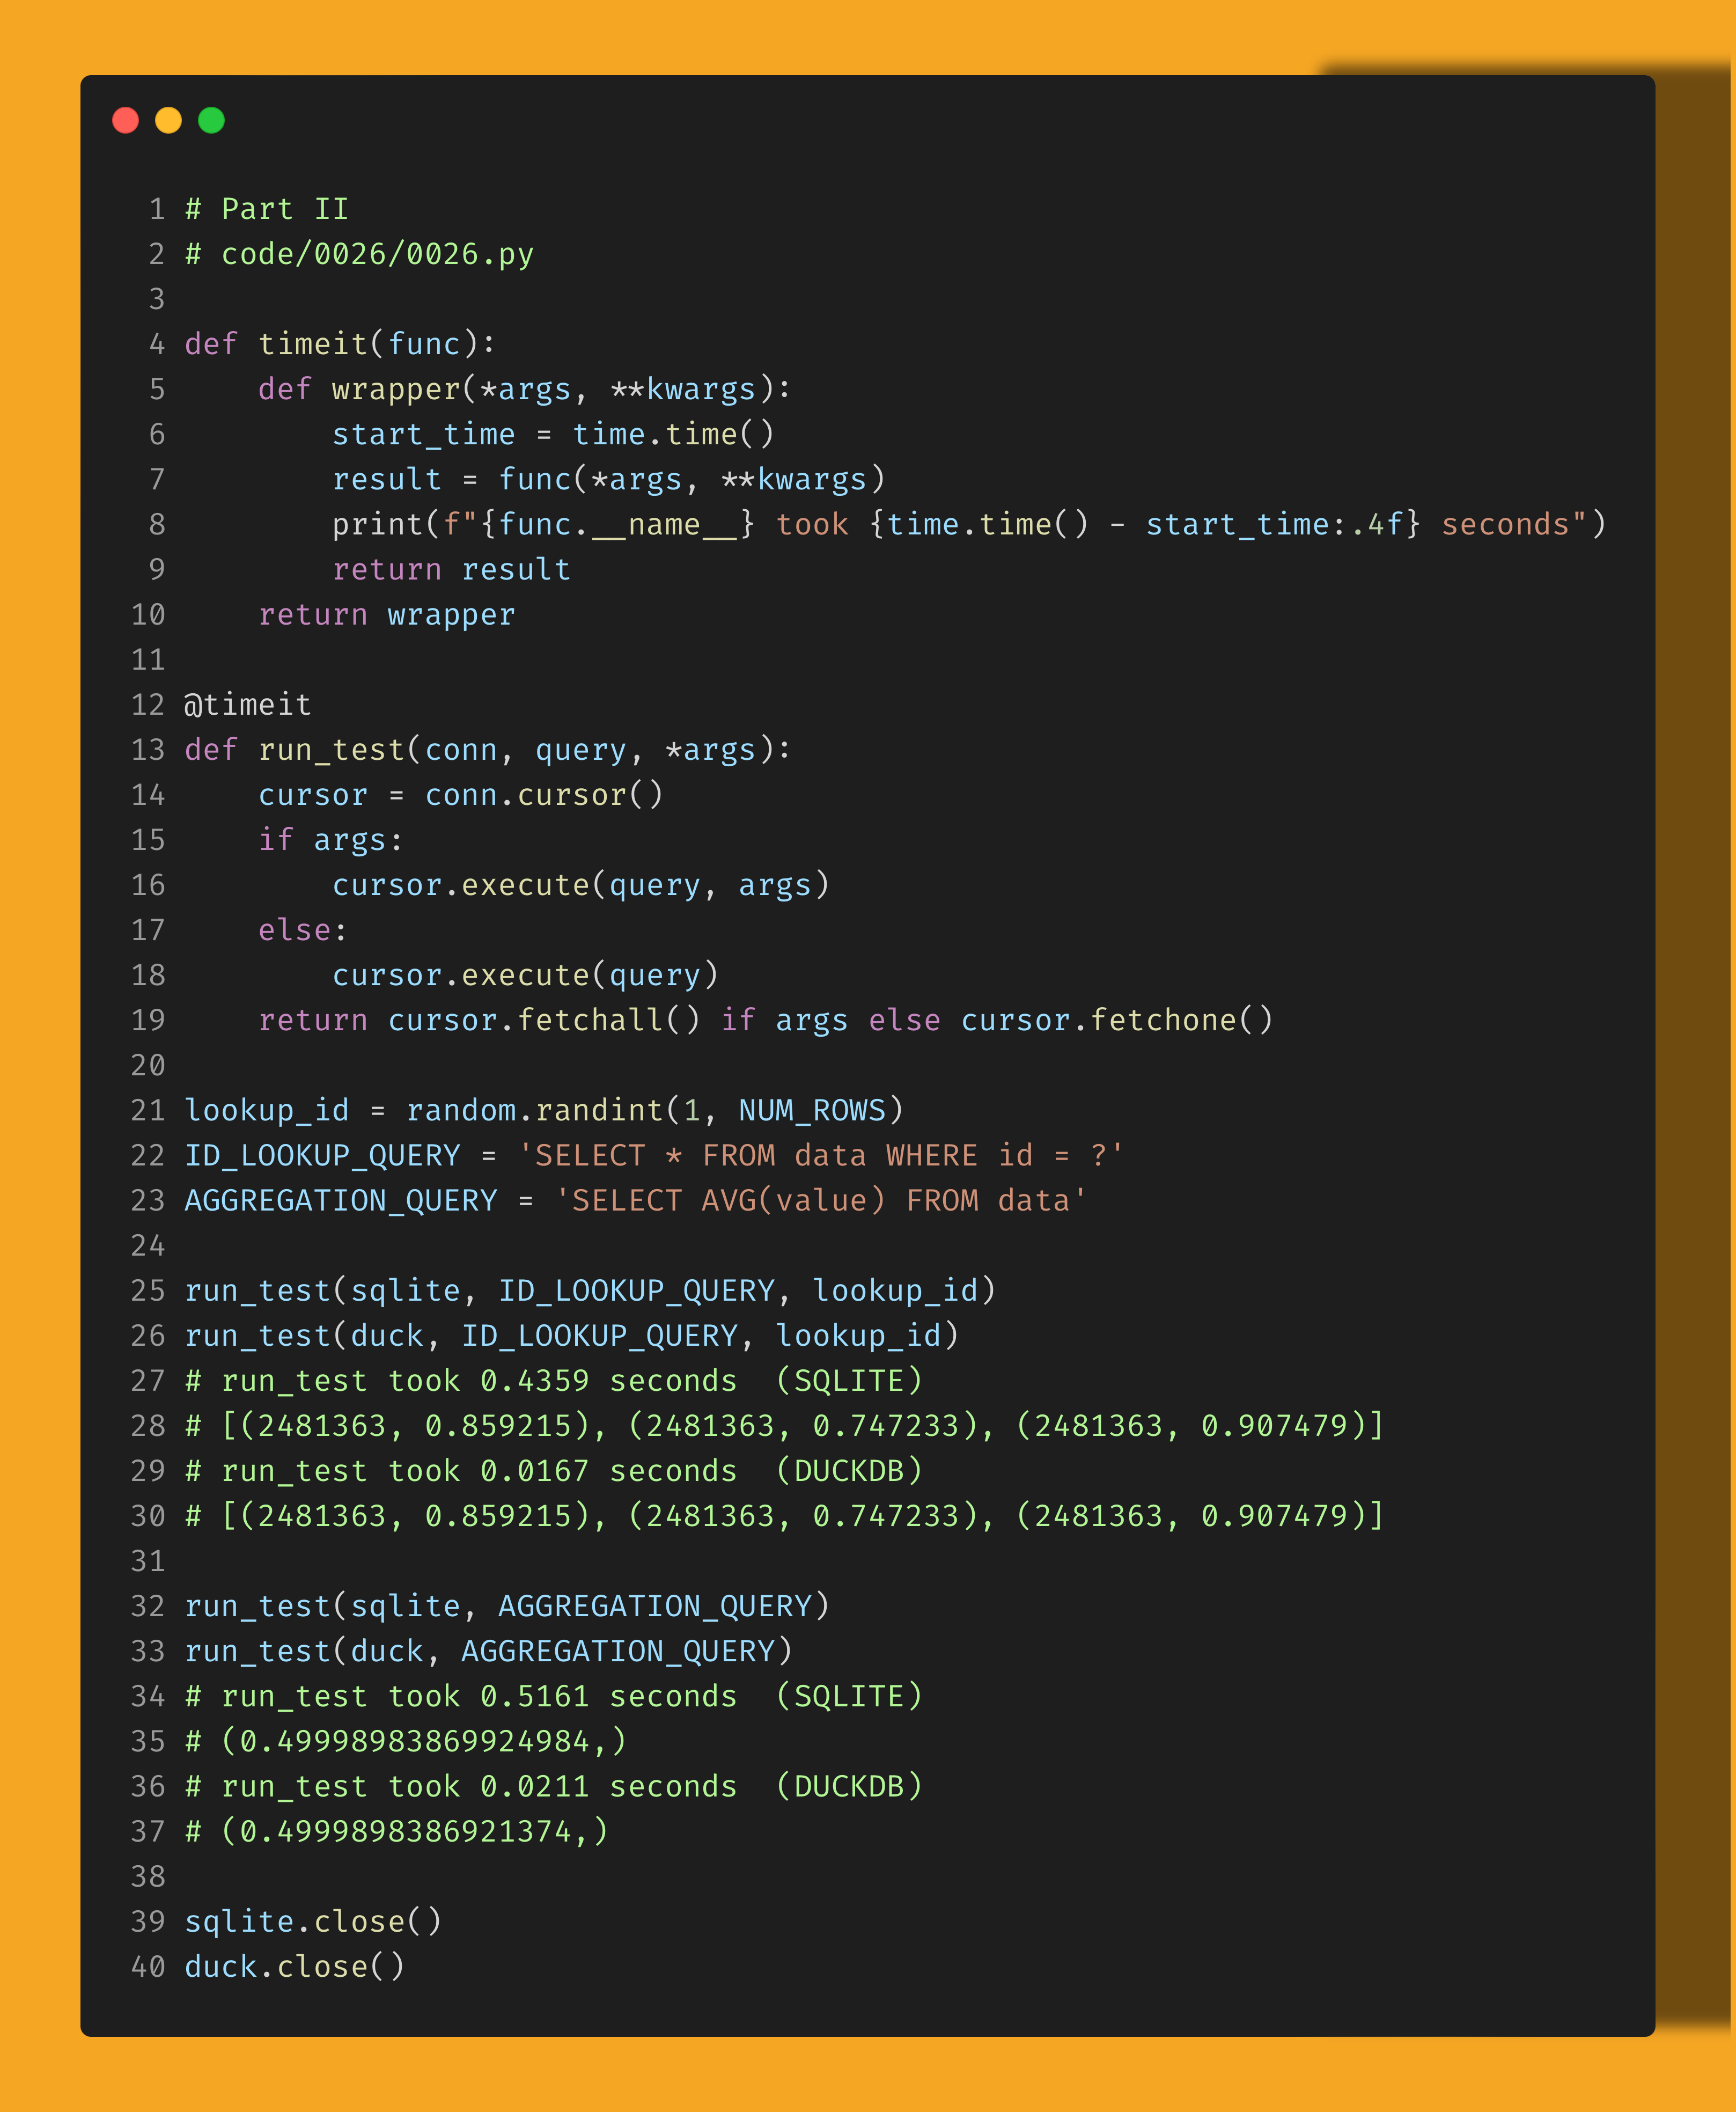 1 # Part II
2 # code/0026/0026.py
3
4 def timeit(func):
5     def wrapper(*args, **kwargs):
6         start_time = time.time()
7         result = func(*args, **kwargs)
8         print(f"{func.__name__} took {time.time() - start_time:.4f} seconds")
9         return result
10     return wrapper
11
12 @timeit
13 def run_test(conn, query, *args):
14     cursor = conn.cursor()
15     if args:
16         cursor.execute(query, args)
17     else:
18         cursor.execute(query)
19     return cursor.fetchall() if args else cursor.fetchone()
20
21 lookup_id = random.randint(1, NUM_ROWS)
22 ID_LOOKUP_QUERY = 'SELECT * FROM data WHERE id = ?'
23 AGGREGATION_QUERY = 'SELECT AVG(value) FROM data'
24
25 run_test(sqlite, ID_LOOKUP_QUERY, lookup_id)
26 run_test(duck, ID_LOOKUP_QUERY, lookup_id)
27 # run_test took 0.4359 seconds  (SQLITE)
28 # [(2481363, 0.859215), (2481363, 0.747233), (2481363, 0.907479)]
29 # run_test took 0.0167 seconds  (DUCKDB)
30 # [(2481363, 0.859215), (2481363, 0.747233), (2481363, 0.907479)]
31
32 run_test(sqlite, AGGREGATION_QUERY)
33 run_test(duck, AGGREGATION_QUERY)
34 # run_test took 0.5161 seconds  (SQLITE)
35 # (0.49998983869924984,)
36 # run_test took 0.0211 seconds  (DUCKDB)
37 # (0.4999898386921374,)
38
39 sqlite.close()
40 duck.close()